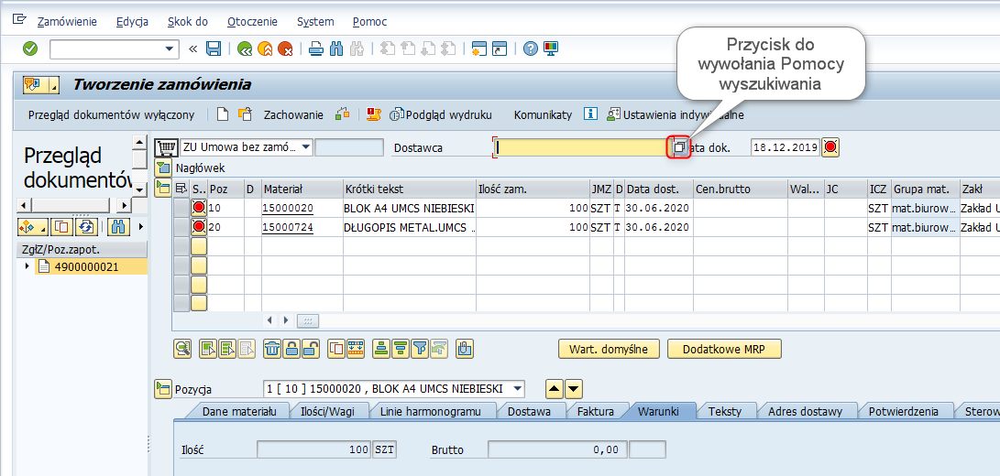 Zamówienie Edycja Skok do Otoczenie System Pomoc
Przycisk do
wywołania Pomocy
wyszukiwania
Tworzenie zamówienia
Przegląd dokumentów wyłączony Zachowanie Podgląd wydruku Komunikaty Ustawienia indywidualne
Przegląd
dokumentów
ZU Umowa bez zamó... Dostawca ata dok. 18.12.2019
Nagłówek
S.. Poz D Materiał Krótki tekst Ilość zam. JMZ D Data dost. Cen.brutto Wal... JC ICZ Grupa mat. Zakł
10 15000020 BLOK A4 UMCS NIEBIESKI 100 SZT T 30.06.2020 SZT mat.biurow... Zakład U
20 15000724 DŁUGOPIS METAL.UMCS .. 100 SZT T 30.06.2020 SZT mat.biurow... Zakład U
ZgłZ/Poz.zapot.
4900000021
Wart. domyślne Dodatkowe MRP
Pozycja 1 [ 10 ] 15000020 , BLOK A4 UMCS NIEBIESKI
Dane materiału Ilości/Wagi Linie harmonogramu Dostawa Faktura Warunki Teksty Adres dostawy Potwierdzenia Sterow
Ilość 100 SZT Brutto 0,00